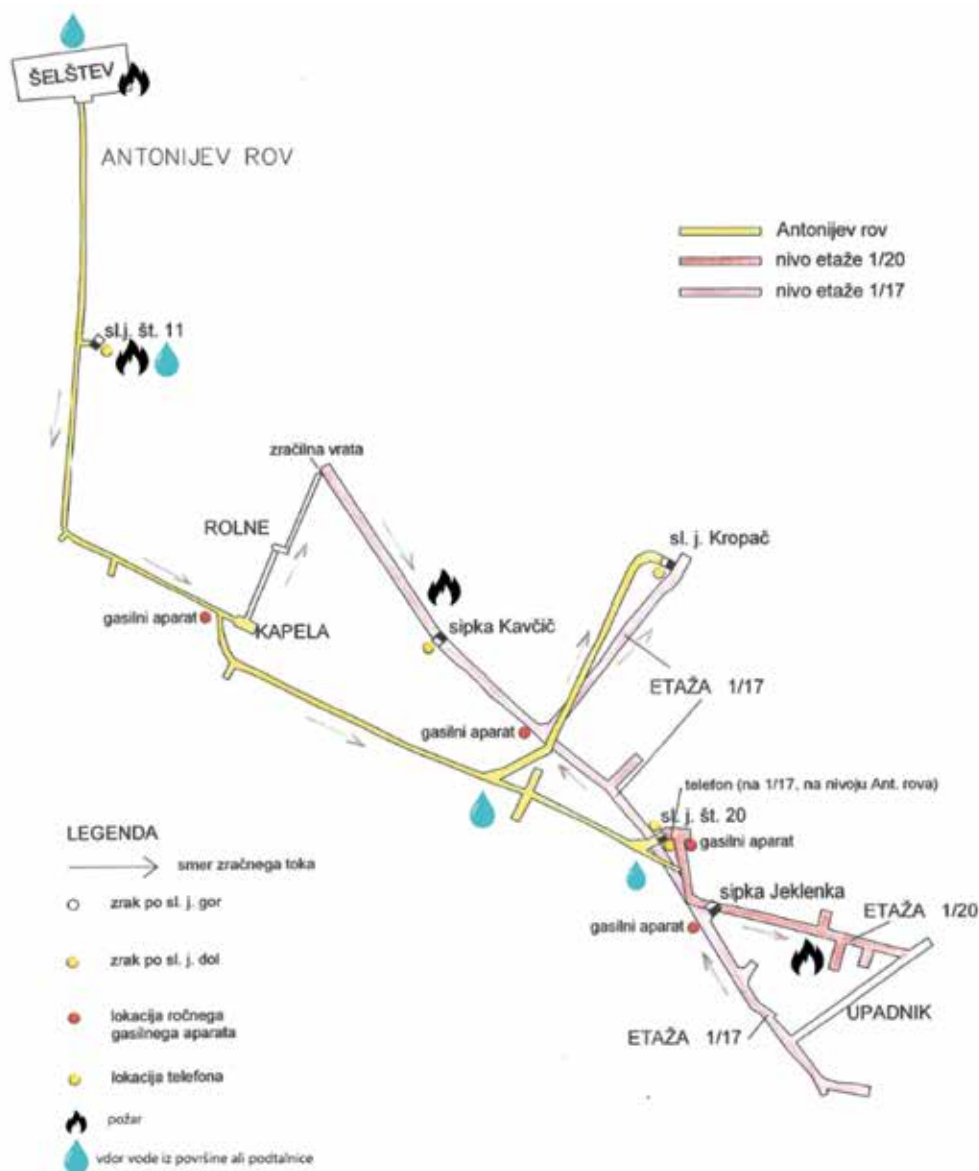 ŠELŠTEV
ANTONIJEV ROV
Antonijev rov
nivo etaže 1/20
nivo etaže 1/17
sl.j. št. 11
zračilna vrata
ROLNE
sl. j. Kropač
gasilni aparat
KAPELA
sipka Kavčič
ETAŽA 1/17
gasilni aparat
telefon (na 1/17, na nivoju Ant. rova)
sl. j. št. 20
gasilni aparat
sipka Jeklenka
ETAŽA 1/20
gasilni aparat
UPADNIK
ETAŽA 1/17
LEGENDA
smer zračnega toka
zrak po sl. j. gor
zrak po sl. j. dol
lokacija ročnega
gasilnega aparata
lokacija telefona
požar
vdor vode iz površine ali podtalnice